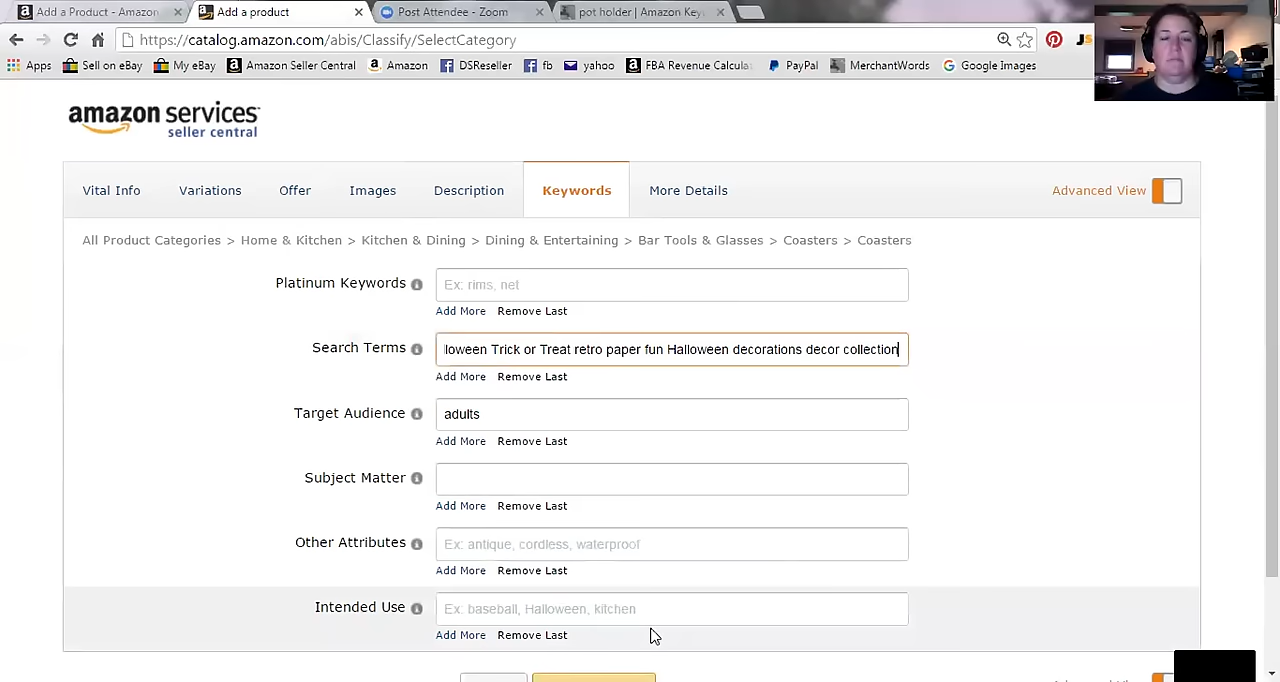 Add a Product - Amazon
Add a product
Post Attendee - Zoom
pot holder | Amazon Key
https://catalog.amazon.com/abis/Classify/SelectCategory
Apps Sell on eBay My eBay Amazon Seller Central Amazon Jen seller fb yahoo FBA Revenue Calcula PayPal MerchantWords Google Images
amazon services
seller central
Vital Info Variations Offer Images Description Keywords More Details Advanced View
All Product Categories > Home & Kitchen > Kitchen & Dining > Dining & Entertaining > Bar Tools & Glasses > Coasters > Coasters
Platinum Keywords Ex: rims, net
Add More Remove Last
Search Terms loween Trick or Treat retro paper fun Halloween decorations decor collection
Add More Remove Last
Target Audience adults
Add More Remove Last
Subject Matter
Add More Remove Last
Other Attributes Ex: antique, cordless, waterproof
Add More Remove Last
Intended Use Ex: baseball, Halloween, kitchen
Add More Remove Last